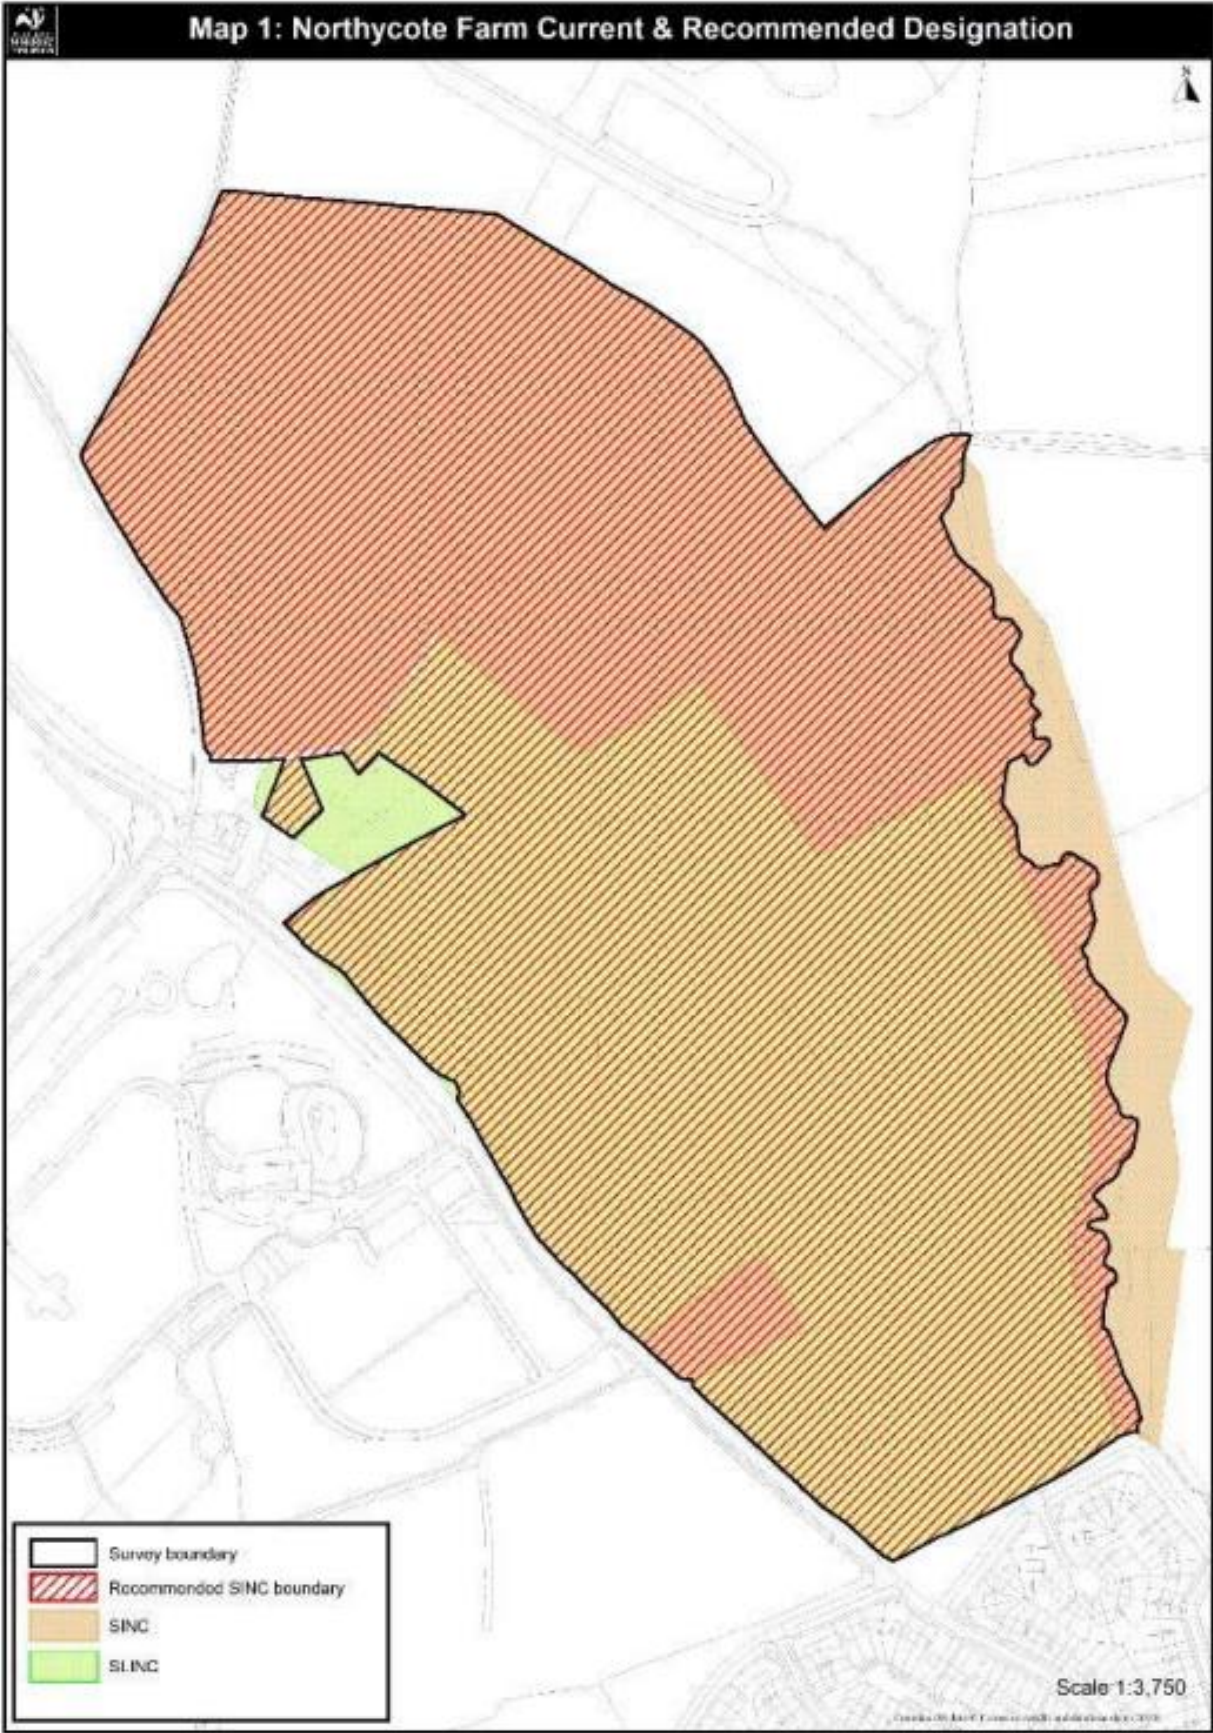 Map 1: Northycote Farm Current & Recommended Designation
N
Survey boundary
Recommended SINC boundary
SINC
SLINC
Scale 1:3,750